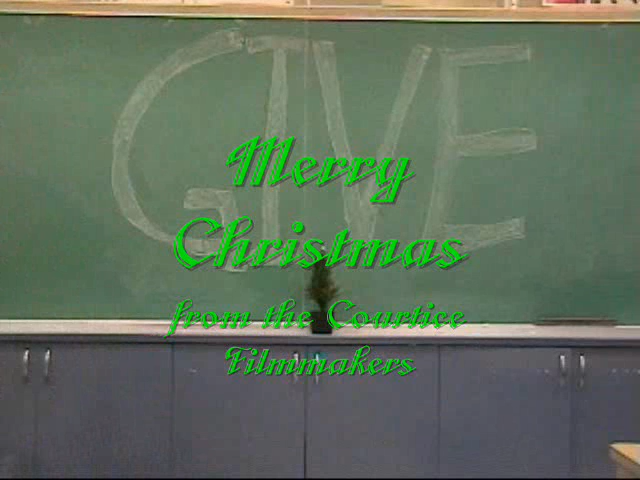 GIVE
Merry
Christmas
from the Courtice
Filmmakers